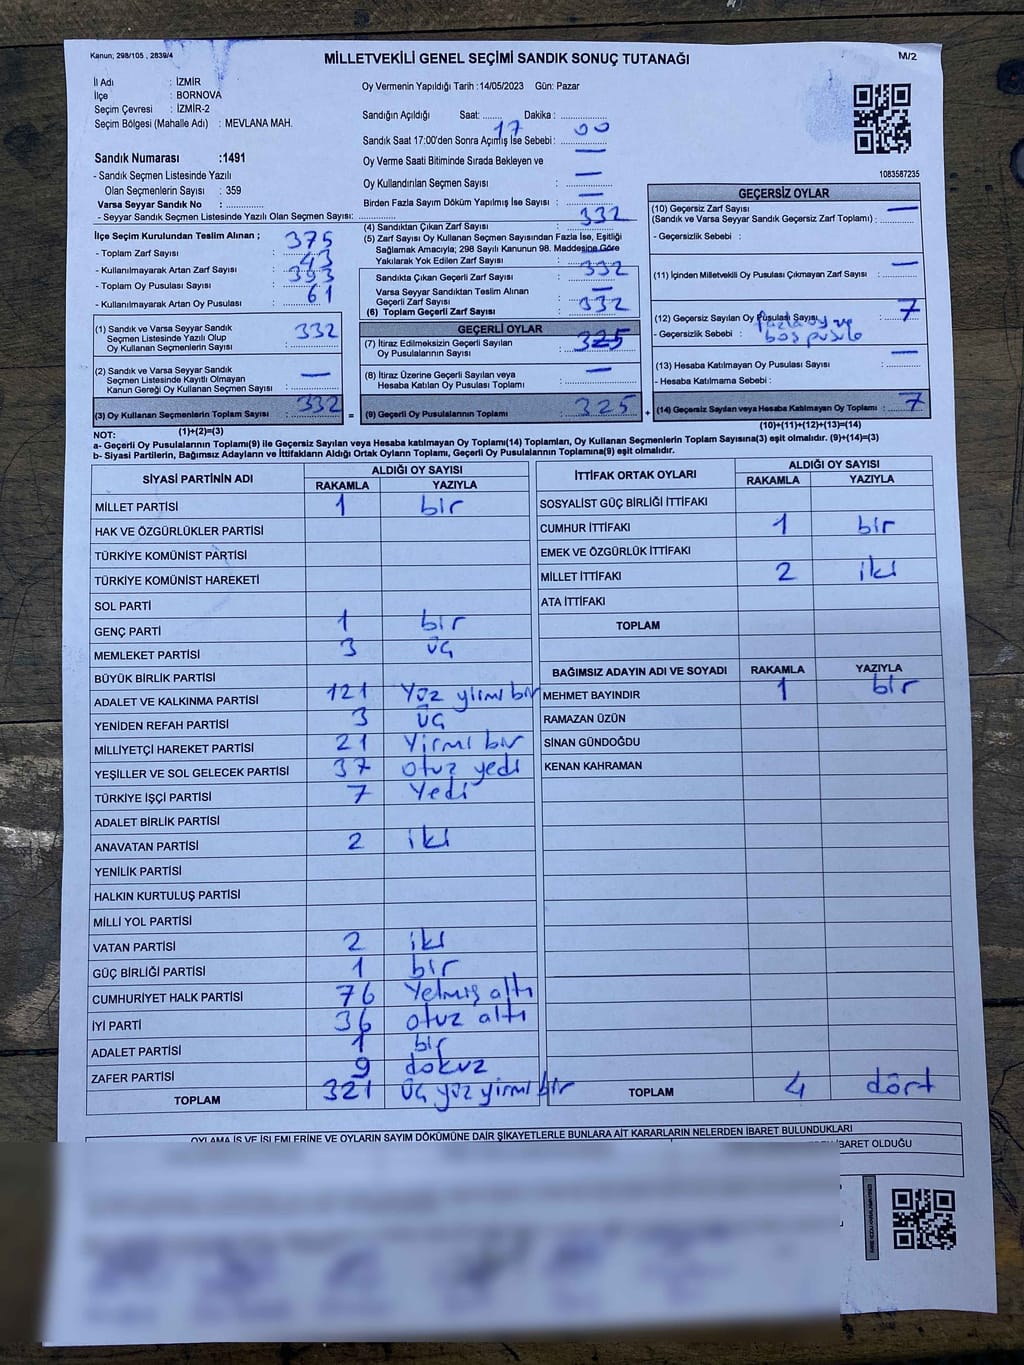 Kanun; 298/105 , 2839/4
MİLLETVEKİLİ GENEL SEÇİMİ SANDIK SONUÇ TUTANAĞI
M/2
İl Adı : İZMİR
İlçe : BORNOVA
Seçim Çevresi : İZMİR-2
Seçim Bölgesi (Mahalle Adı) : MEVLANA MAH.
Oy Vermenin Yapıldığı Tarih : 14/05/2023 Gün: Pazar
Sandığın Açıldığı Saat: 17 Dakika : 00
Sandık Saat 17:00'den Sonra Açılmış İse Sebebi : —
Oy Verme Saati Bitiminde Sırada Bekleyen ve
Oy Kullandırılan Seçmen Sayısı : —
Birden Fazla Sayım Döküm Yapılmış İse Sayısı : —
Sandık Numarası :1491
- Sandık Seçmen Listesinde Yazılı
Olan Seçmenlerin Sayısı : 359
Varsa Seyyar Sandık No :
- Seyyar Sandık Seçmen Listesinde Yazılı Olan Seçmen Sayısı:
1083587235
İlçe Seçim Kurulundan Teslim Alınan ;
- Toplam Zarf Sayısı : 375
- Kullanılmayarak Artan Zarf Sayısı : 43
- Toplam Oy Pusulası Sayısı : 393
- Kullanılmayarak Artan Oy Pusulası : 61
(1) Sandık ve Varsa Seyyar Sandık
Seçmen Listesinde Yazılı Olup
Oy Kullanan Seçmenlerin Sayısı : 332
(2) Sandık ve Varsa Seyyar Sandık
Seçmen Listesinde Kayıtlı Olmayan
Kanun Gereği Oy Kullanan Seçmen Sayısı : —
(3) Oy Kullanan Seçmenlerin Toplam Sayısı : 332
(1)+(2)=(3)
(4) Sandıktan Çıkan Zarf Sayısı : 332
(5) Zarf Sayısı Oy Kullanan Seçmen Sayısından Fazla İse, Eşitliği
Sağlamak Amacıyla; 298 Sayılı Kanunun 98. Maddesine Göre
Yakılarak Yok Edilen Zarf Sayısı :
Sandıkta Çıkan Geçerli Zarf Sayısı : 332
Varsa Seyyar Sandıktan Teslim Alınan
Geçerli Zarf Sayısı : —
(6) Toplam Geçerli Zarf Sayısı : 332
GEÇERLİ OYLAR
(7) İtiraz Edilmeksizin Geçerli Sayılan
Oy Pusulalarının Sayısı : 325
(8) İtiraz Üzerine Geçerli Sayılan veya
Hesaba Katılan Oy Pusulası Toplamı : —
= (9) Geçerli Oy Pusulalarının Toplamı : 325
GEÇERSİZ OYLAR
(10) Geçersiz Zarf Sayısı
(Sandık ve Varsa Seyyar Sandık Geçersiz Zarf Toplamı) : —
- Geçersizlik Sebebi :
(11) İçinden Milletvekili Oy Pusulası Çıkmayan Zarf Sayısı : —
(12) Geçersiz Sayılan Oy Pusulası Sayısı : 7
- Geçersizlik Sebebi : fazla oy ve
boş pusula
(13) Hesaba Katılmayan Oy Pusulası Sayısı : —
- Hesaba Katılmama Sebebi :
+ (14) Geçersiz Sayılan veya Hesaba Katılmayan Oy Toplamı : 7
(10)+(11)+(12)+(13)=(14)
NOT:
a- Geçerli Oy Pusulalarının Toplamı(9) ile Geçersiz Sayılan veya Hesaba katılmayan Oy Toplamı(14) Toplamları, Oy Kullanan Seçmenlerin Toplam Sayısına(3) eşit olmalıdır. (9)+(14)=(3)
b- Siyasi Partilerin, Bağımsız Adayların ve İttifakların Aldığı Ortak Oyların Toplamı, Geçerli Oy Pusulalarının Toplamına(9) eşit olmalıdır.
SİYASİ PARTİNİN ADI ALDIĞI OY SAYISI
RAKAMLA YAZIYLA
MİLLET PARTİSİ 1 bir
HAK VE ÖZGÜRLÜKLER PARTİSİ
TÜRKİYE KOMÜNİST PARTİSİ
TÜRKİYE KOMÜNİST HAREKETİ
SOL PARTİ
GENÇ PARTİ 1 bir
MEMLEKET PARTİSİ 3 üç
BÜYÜK BİRLİK PARTİSİ
ADALET VE KALKINMA PARTİSİ 121 Yüz yirmi bir
YENİDEN REFAH PARTİSİ 3 üç
MİLLİYETÇİ HAREKET PARTİSİ 21 Yirmi bir
YEŞİLLER VE SOL GELECEK PARTİSİ 37 otuz yedi
TÜRKİYE İŞÇİ PARTİSİ 7 Yedi
ADALET BİRLİK PARTİSİ
ANAVATAN PARTİSİ 2 iki
YENİLİK PARTİSİ
HALKIN KURTULUŞ PARTİSİ
MİLLİ YOL PARTİSİ
VATAN PARTİSİ 2 iki
GÜÇ BİRLİĞİ PARTİSİ 1 bir
CUMHURİYET HALK PARTİSİ 76 Yetmiş altı
İYİ PARTİ 36 otuz altı
ADALET PARTİSİ 1 bir
ZAFER PARTİSİ 9 dokuz
TOPLAM 321 üç yüz yirmi bir
İTTİFAK ORTAK OYLARI ALDIĞI OY SAYISI
RAKAMLA YAZIYLA
SOSYALİST GÜÇ BİRLİĞİ İTTİFAKI
CUMHUR İTTİFAKI 1 bir
EMEK VE ÖZGÜRLÜK İTTİFAKI
MİLLET İTTİFAKI 2 iki
ATA İTTİFAKI
TOPLAM
BAĞIMSIZ ADAYIN ADI VE SOYADI RAKAMLA YAZIYLA
MEHMET BAYINDIR 1 bir
RAMAZAN ÜZÜN
SİNAN GÜNDOĞDU
KENAN KAHRAMAN
TOPLAM 4 dört
OYLAMA İŞ VE İŞLEMLERİNE VE OYLARIN SAYIM DÖKÜMÜNE DAİR ŞİKAYETLERLE BUNLARA AİT KARARLARIN NELERDEN İBARET BULUNDUKLARI
İBARET OLDUĞU